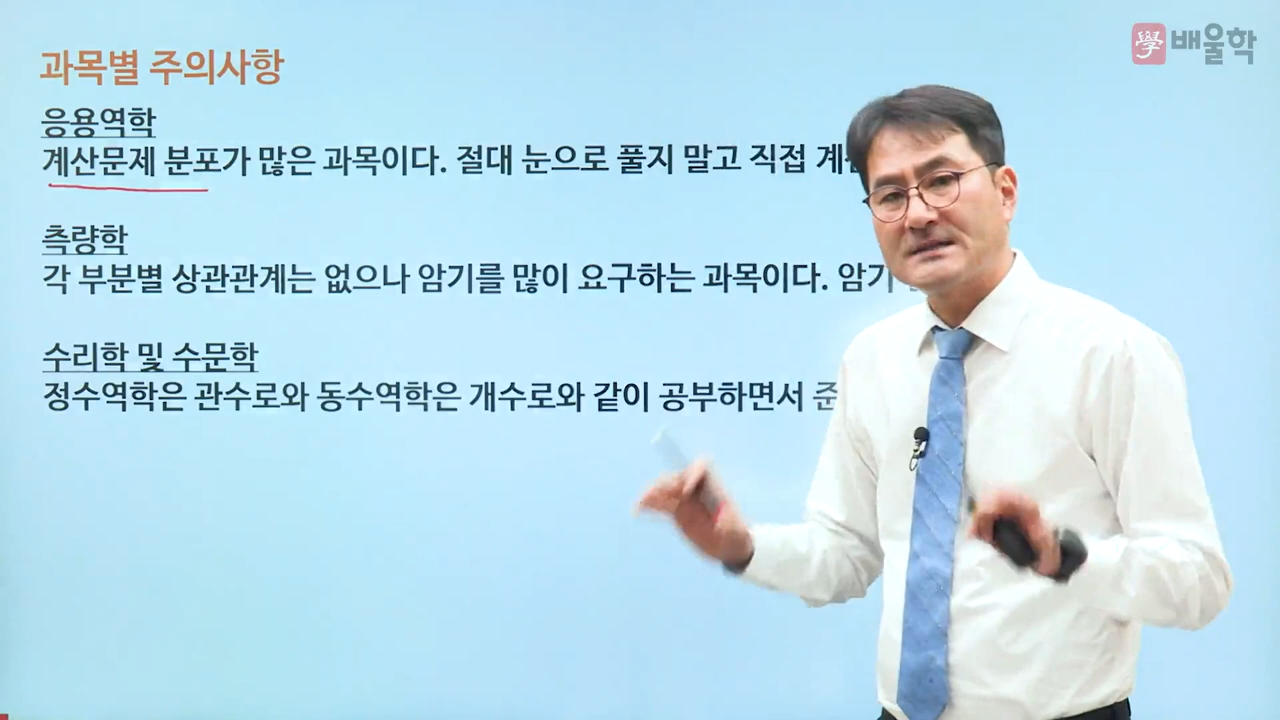 學 배울학
과목별 주의사항
응용역학
계산문제 분포가 많은 과목이다. 절대 눈으로 풀지 말고 직접
측량학
각 부분별 상관관계는 없으나 암기를 많이 요구하는 과목이다. 암기
수리학 및 수문학
정수역학은 관수로와 동수역학은 개수로와 같이 공부하면서